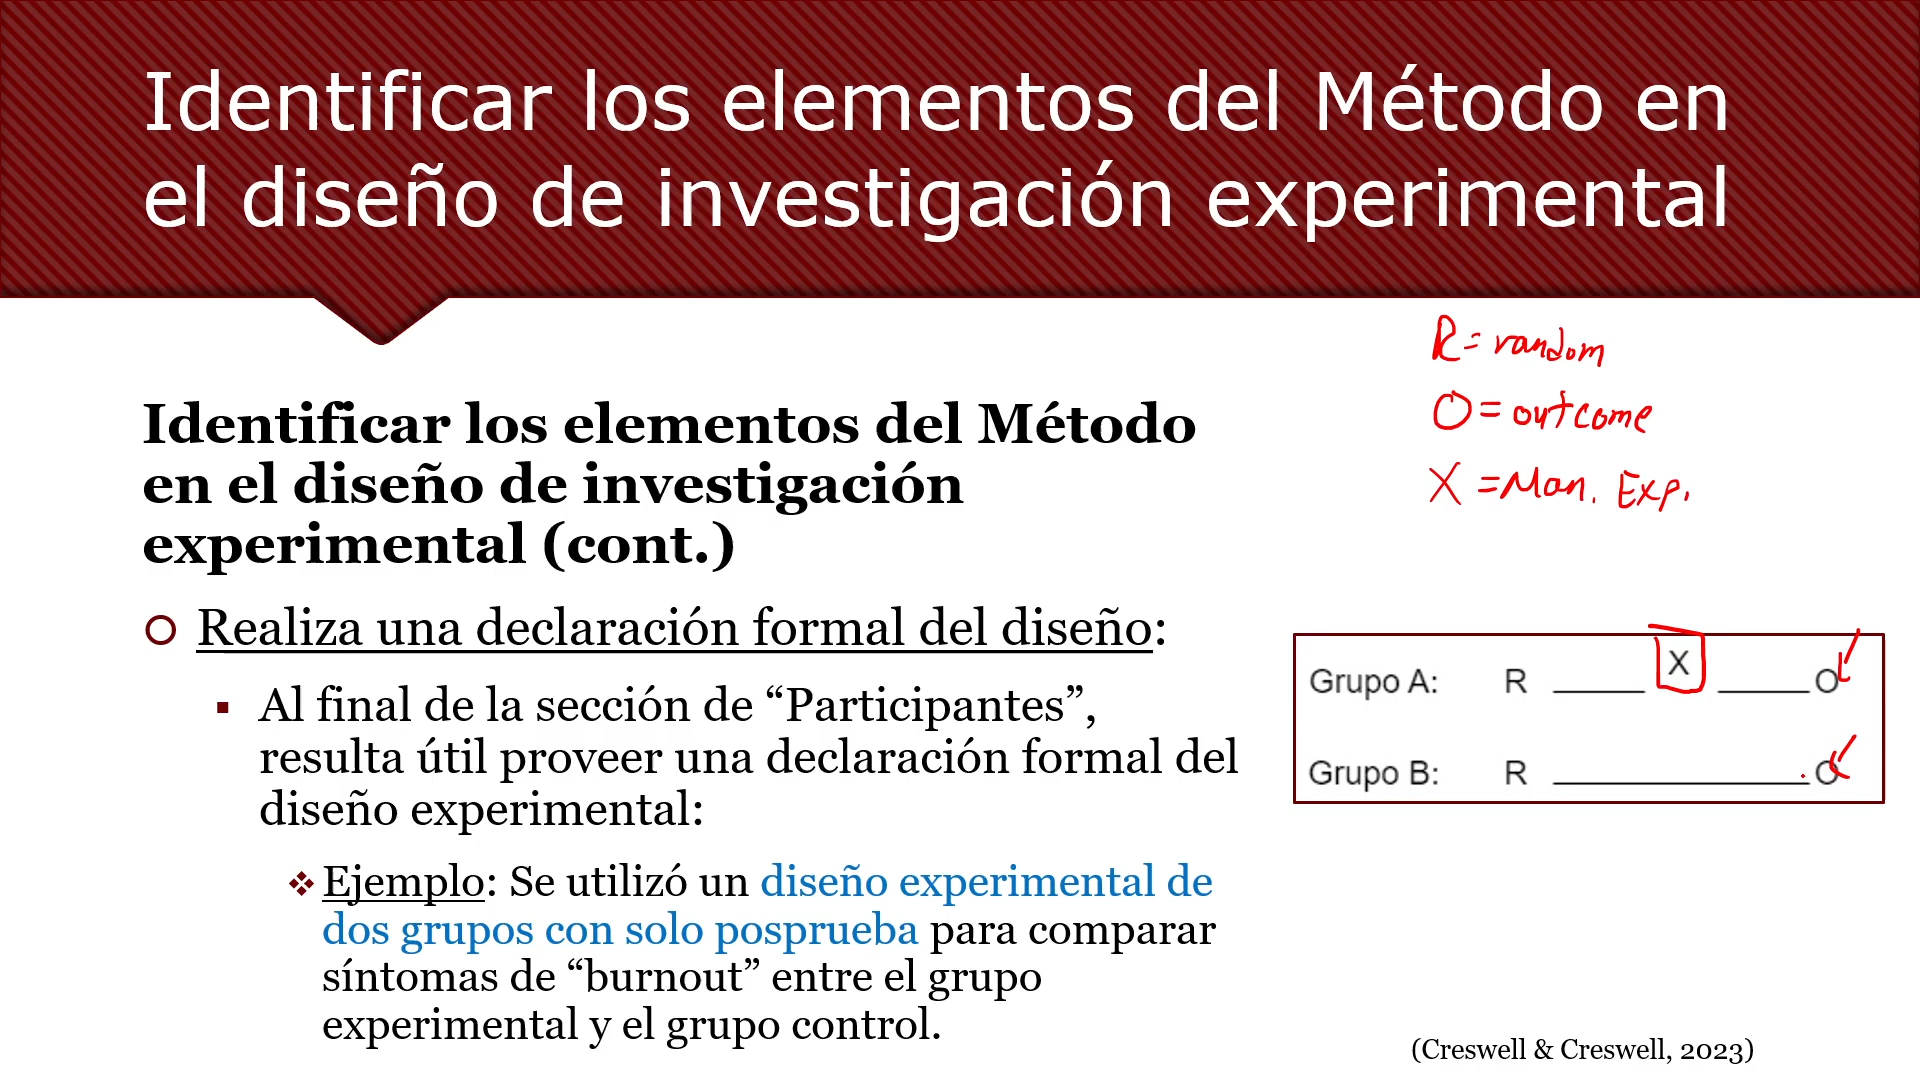 Identificar los elementos del Método en
el diseño de investigación experimental
R = random
O = outcome
X = Man. Exp.
Identificar los elementos del Método
en el diseño de investigación
experimental (cont.)
Realiza una declaración formal del diseño:
Al final de la sección de “Participantes”,
resulta útil proveer una declaración formal del
diseño experimental:
Ejemplo: Se utilizó un diseño experimental de
dos grupos con solo posprueba para comparar
síntomas de “burnout” entre el grupo
experimental y el grupo control.
Grupo A: R _____ X _____ O
Grupo B: R ______________ O
(Creswell & Creswell, 2023)